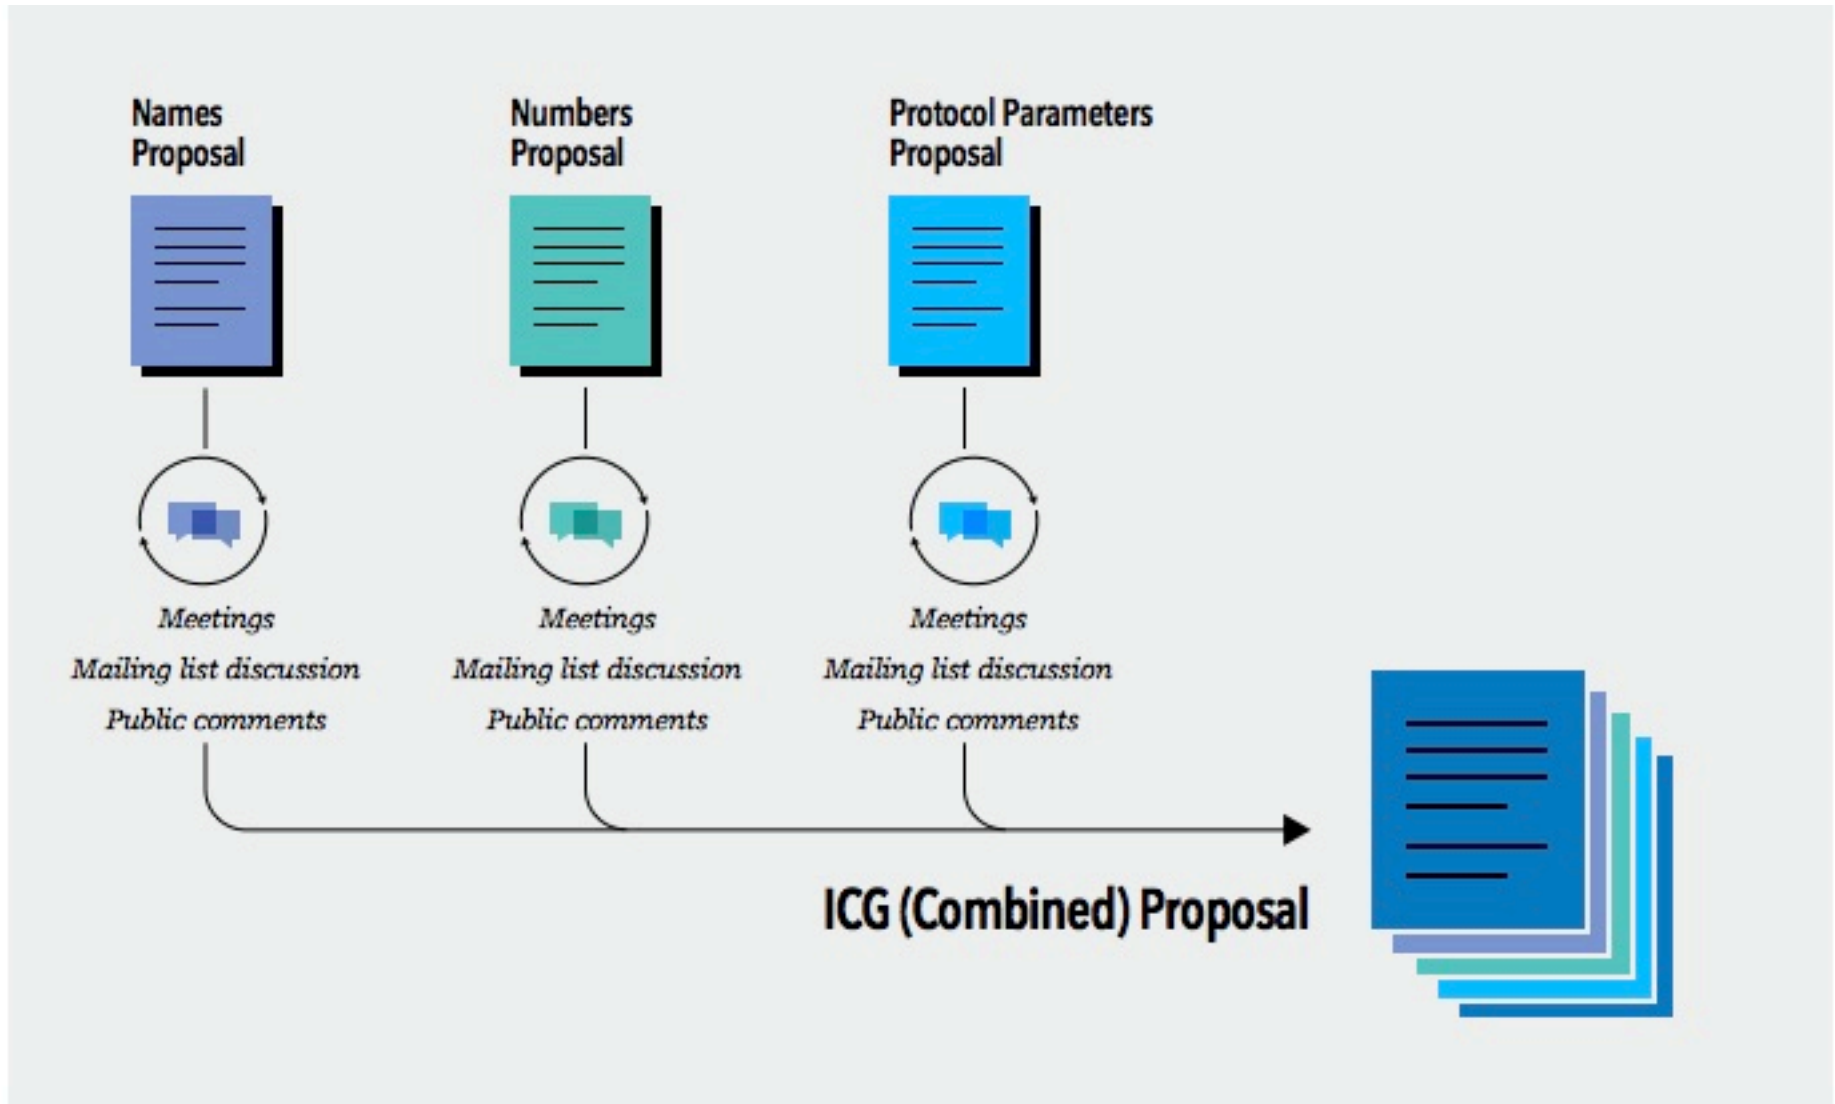 Names
Proposal
Numbers
Proposal
Protocol Parameters
Proposal
Meetings
Mailing list discussion
Public comments
Meetings
Mailing list discussion
Public comments
Meetings
Mailing list discussion
Public comments
ICG (Combined) Proposal